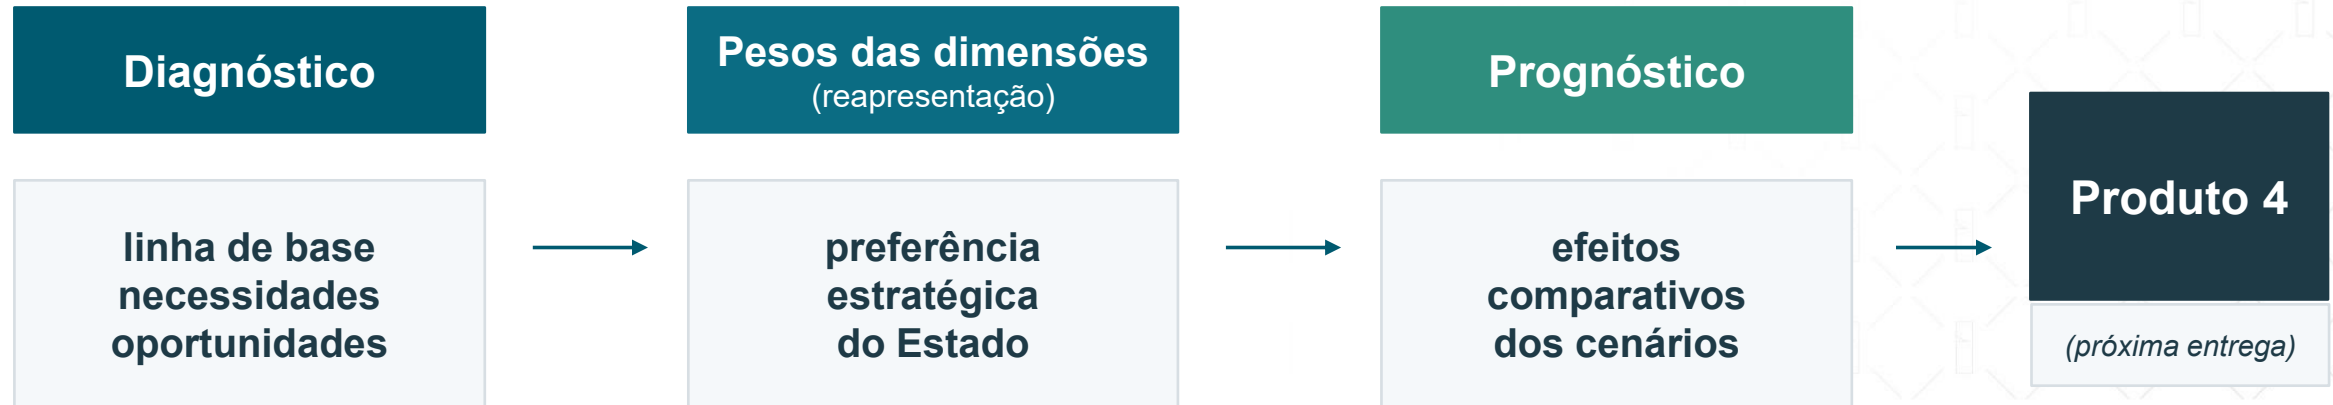 Diagnóstico
linha de base
necessidades
oportunidades
Pesos das dimensões
(reapresentação)
preferência
estratégica
do Estado
Prognóstico
efeitos
comparativos
dos cenários
Produto 4
(próxima entrega)